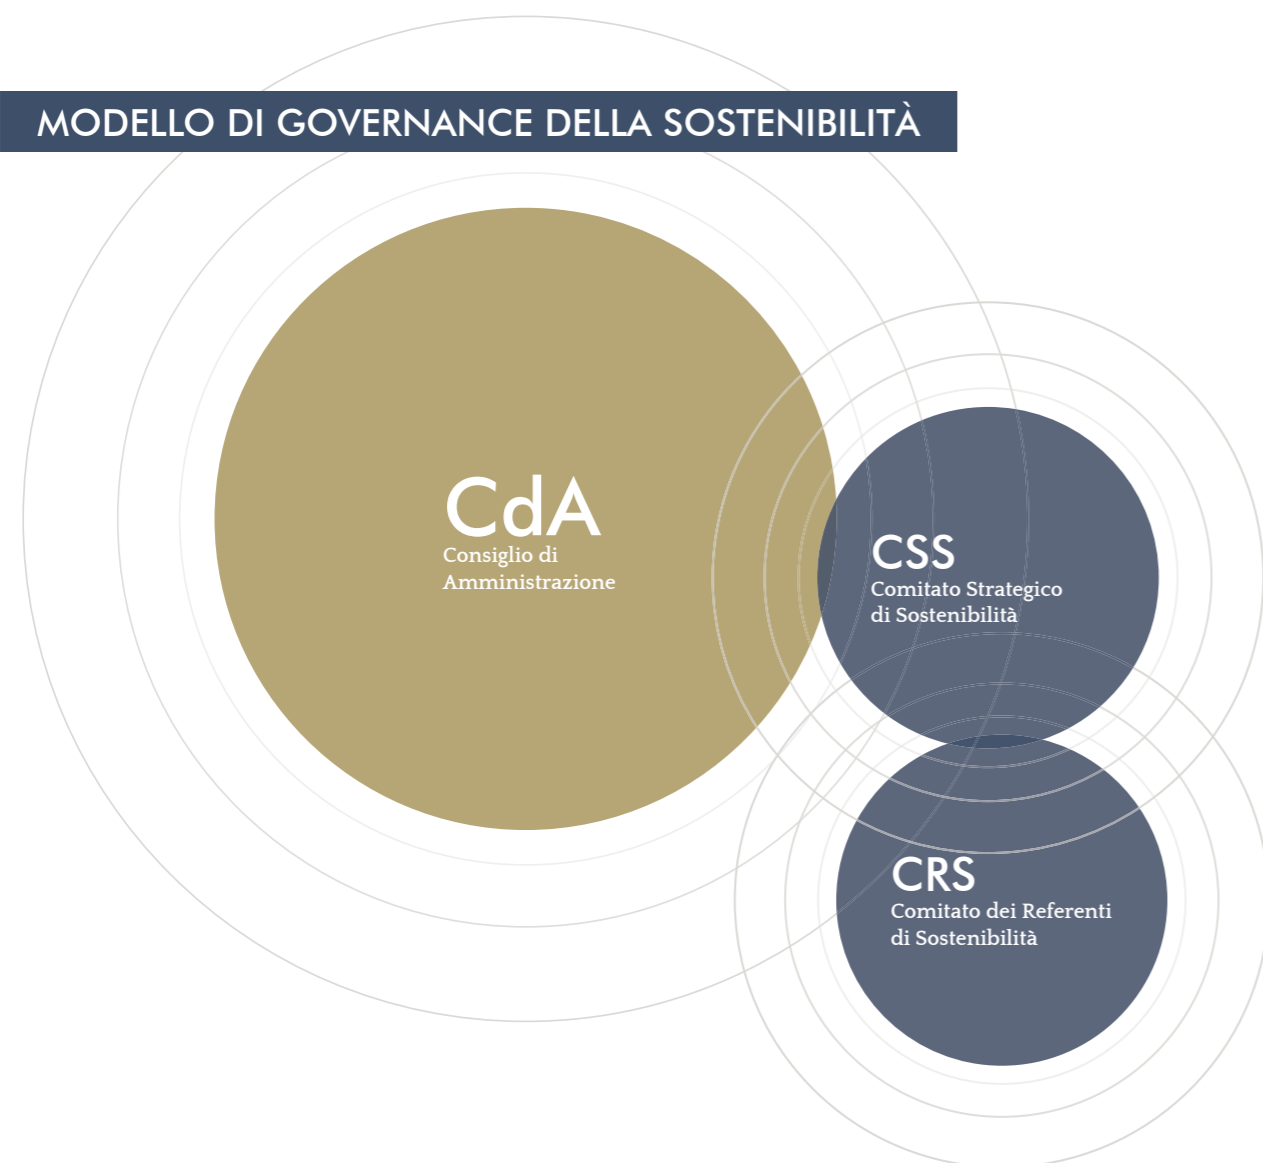 MODELLO DI GOVERNANCE DELLA SOSTENIBILITÀ
CdA
Consiglio di
Amministrazione
CSS
Comitato Strategico
di Sostenibilità
CRS
Comitato dei Referenti
di Sostenibilità